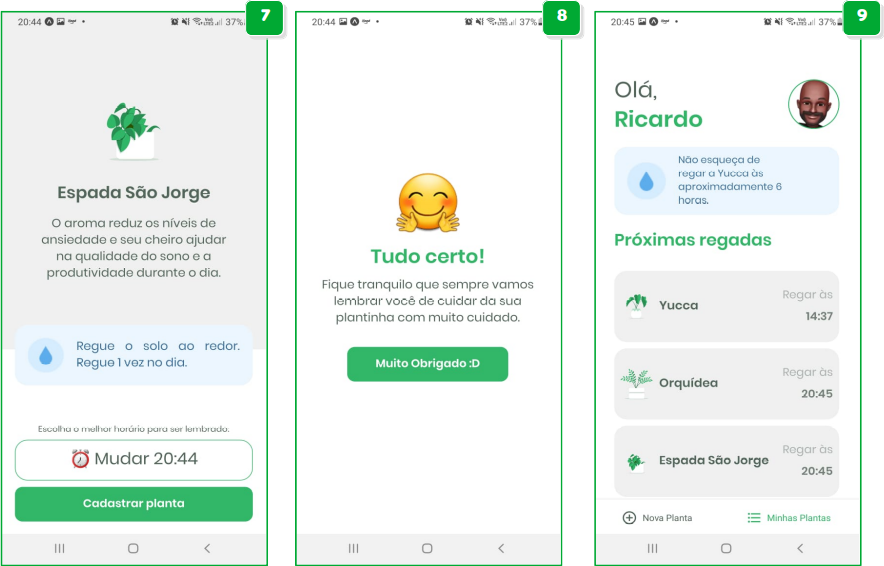 7
20:44
37%
Espada São Jorge
O aroma reduz os níveis de
ansiedade e seu cheiro ajudar
na qualidade do sono e a
produtividade durante o dia.
Regue o solo ao redor.
Regue 1 vez no dia.
Escolha o melhor horário para ser lembrado.
Mudar 20:44
Cadastrar planta
8
20:44
37%
Tudo certo!
Fique tranquilo que sempre vamos
lembrar você de cuidar da sua
plantinha com muito cuidado.
Muito Obrigado :D
9
20:45
37%
Olá,
Ricardo
Não esqueça de
regar a Yucca às
aproximadamente 6
horas.
Próximas regadas
Yucca
Regar às
14:37
Orquídea
Regar às
20:45
Espada São Jorge
Regar às
20:45
Nova Planta
Minhas Plantas